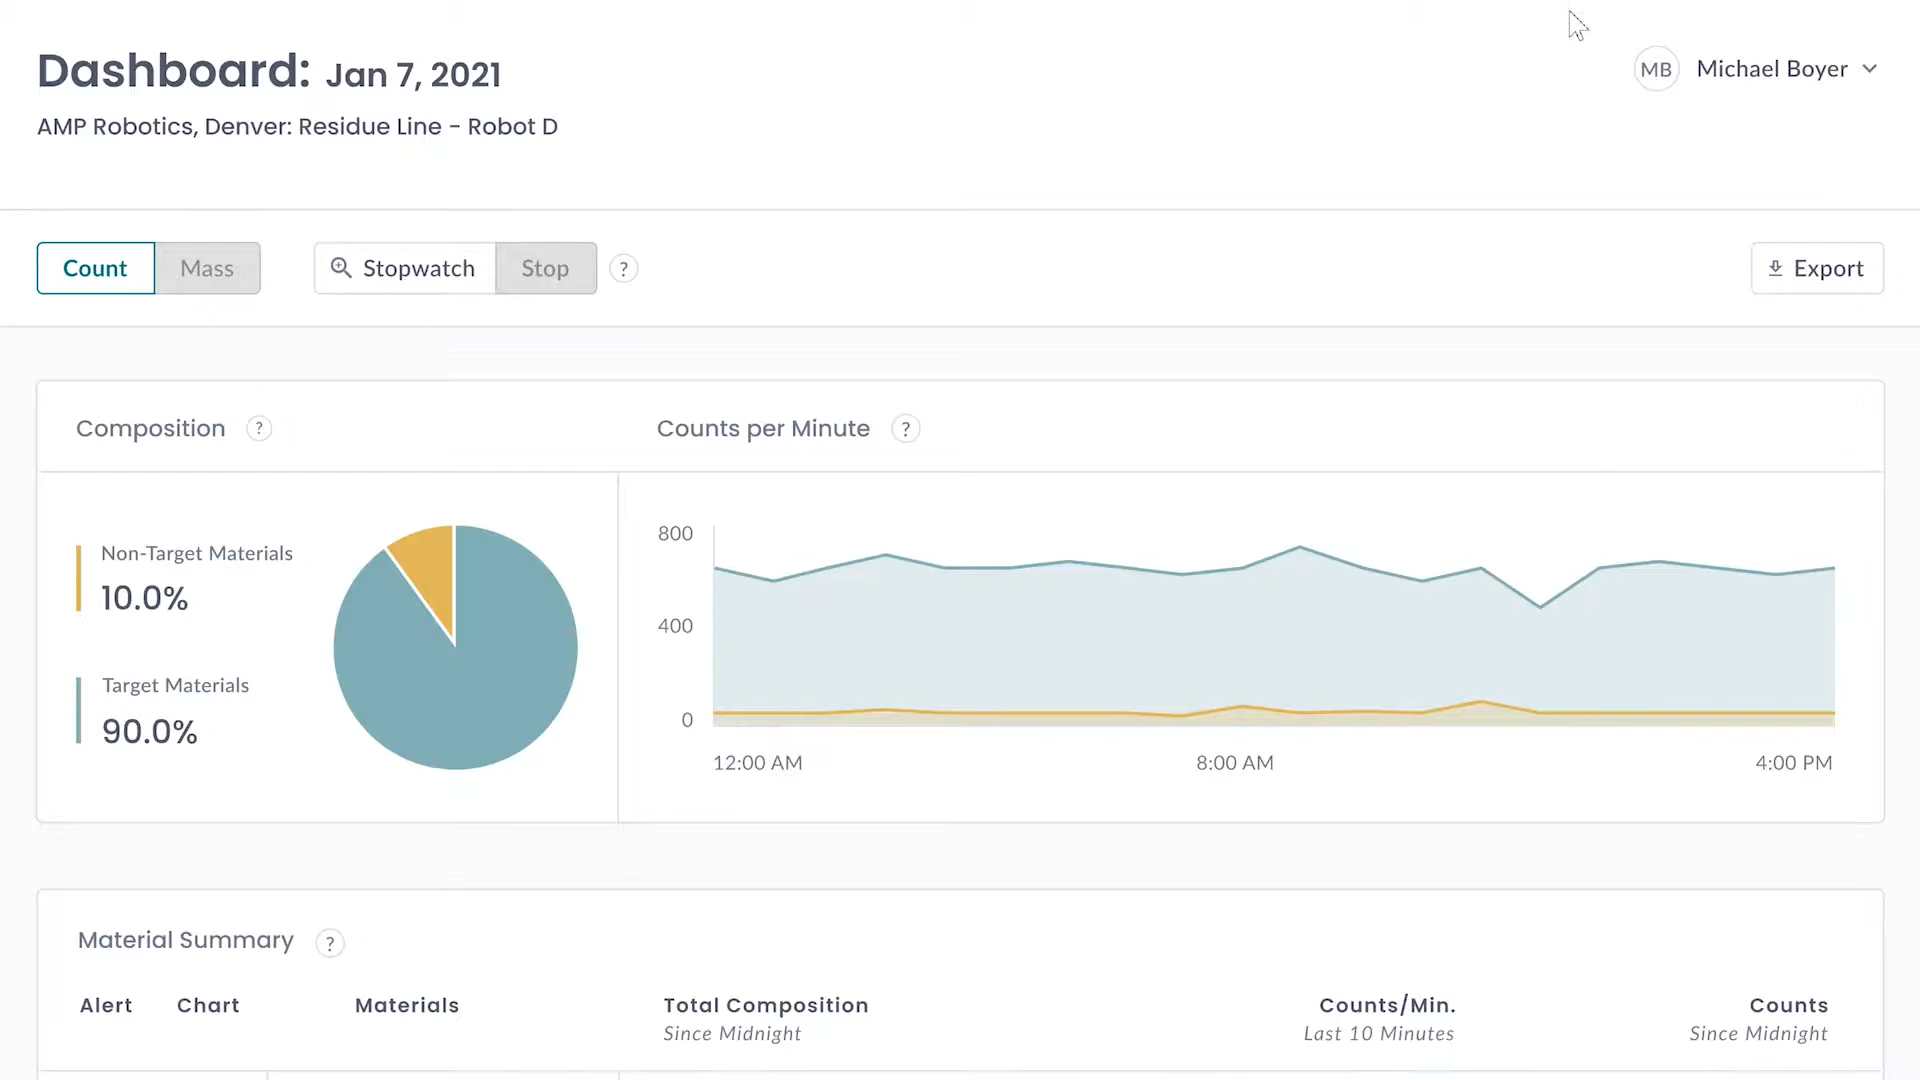 Dashboard: Jan 7, 2021
MB Michael Boyer
AMP Robotics, Denver: Residue Line - Robot D
Count Mass Stopwatch Stop ? Export
Composition ? Counts per Minute ?
Non-Target Materials
10.0%
Target Materials
90.0%
800
400
0
12:00 AM 8:00 AM 4:00 PM
Material Summary ?
Alert Chart Materials Total Composition Counts/Min. Counts
Since Midnight Last 10 Minutes Since Midnight